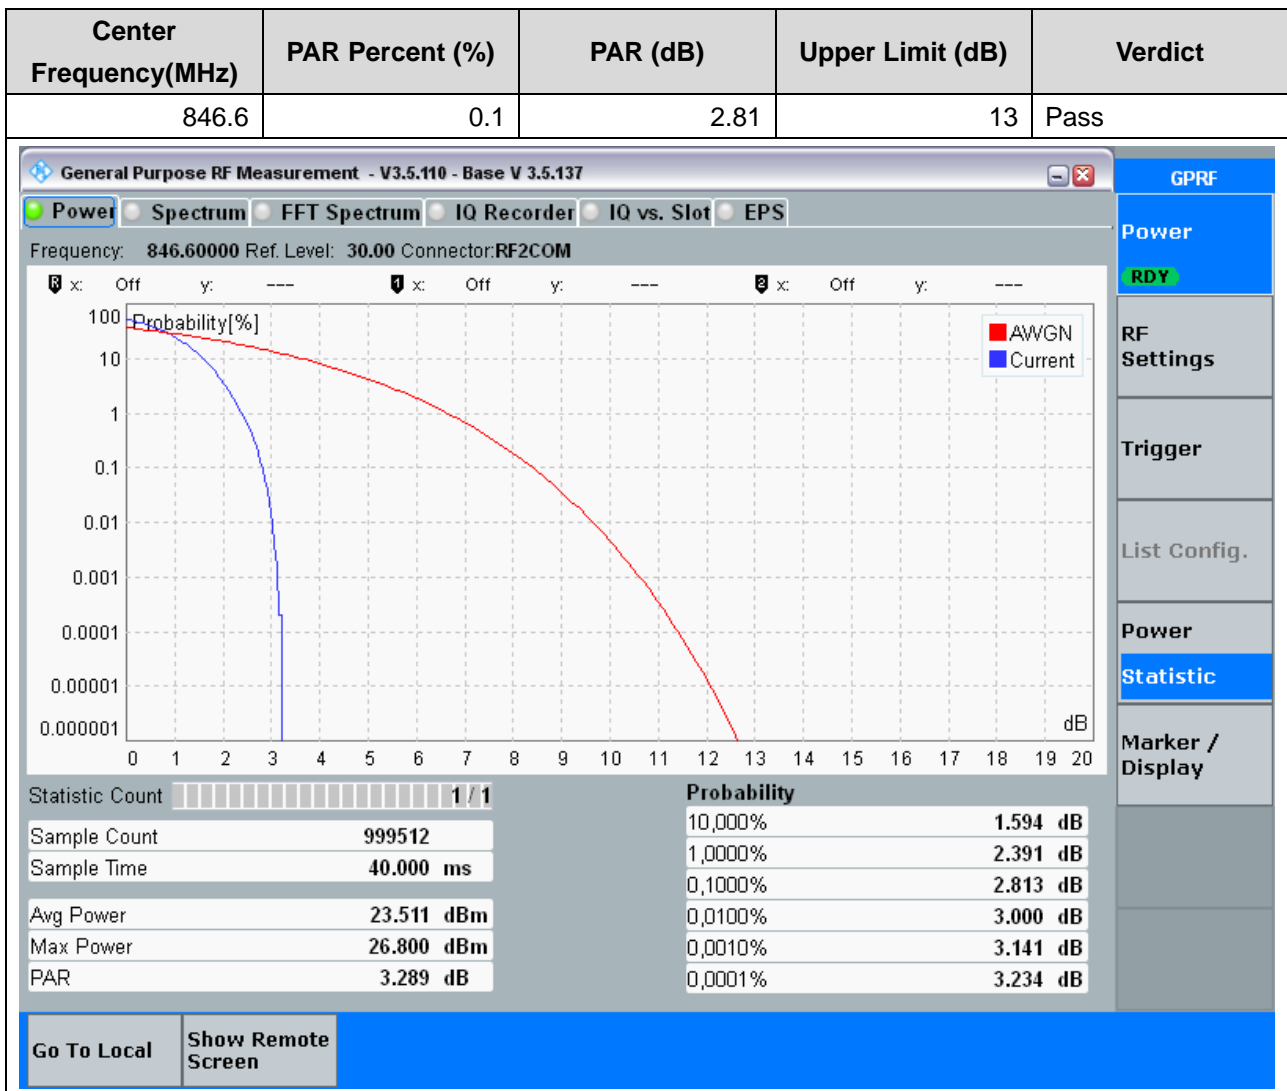 Center Frequency(MHz) PAR Percent (%) PAR (dB) Upper Limit (dB) Verdict
846.6 0.1 2.81 13 Pass
General Purpose RF Measurement - V3.5.110 - Base V 3.5.137
GPRF
Power Spectrum FFT Spectrum IQ Recorder IQ vs. Slot EPS
Frequency: 846.60000 Ref. Level: 30.00 Connector:RF2COM
R x: Off y: --- 1 x: Off y: --- 2 x: Off y: ---
Probability[%]
AWGN
Current
100
10
1
0.1
0.01
0.001
0.0001
0.00001
0.000001
dB
0 1 2 3 4 5 6 7 8 9 10 11 12 13 14 15 16 17 18 19 20
Statistic Count 1 / 1
Sample Count 999512
Sample Time 40.000 ms
Avg Power 23.511 dBm
Max Power 26.800 dBm
PAR 3.289 dB
Probability
10,000% 1.594 dB
1,0000% 2.391 dB
0,1000% 2.813 dB
0,0100% 3.000 dB
0,0010% 3.141 dB
0,0001% 3.234 dB
Power
RDY
RF
Settings
Trigger
List Config.
Power
Statistic
Marker /
Display
Go To Local
Show Remote
Screen